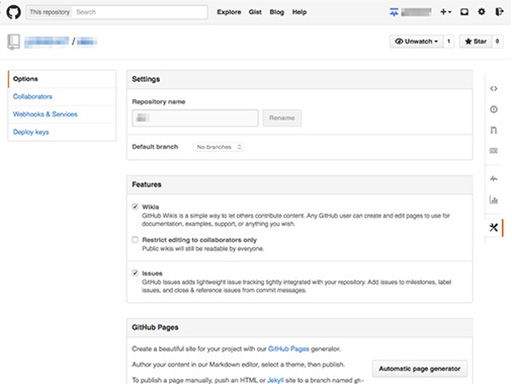 This repository Search Explore Gist Blog Help
/
Unwatch 1 Star 0
Options
Collaborators
Webhooks & Services
Deploy keys
Settings
Repository name
Rename
Default branch No branches
Features
Wikis
GitHub Wikis is a simple way to let others contribute content. Any GitHub user can create and edit pages to use for
documentation, examples, support, or anything you wish.
Restrict editing to collaborators only
Public wikis will still be readable by everyone.
Issues
GitHub Issues adds lightweight issue tracking tightly integrated with your repository. Add issues to milestones, label
issues, and close & reference issues from commit messages.
GitHub Pages
Create a beautiful site for your project with our GitHub Pages generator.
Author your content in our Markdown editor, select a theme, then publish.
Automatic page generator
To publish a page manually, push an HTML or Jekyll site to a branch named gh-